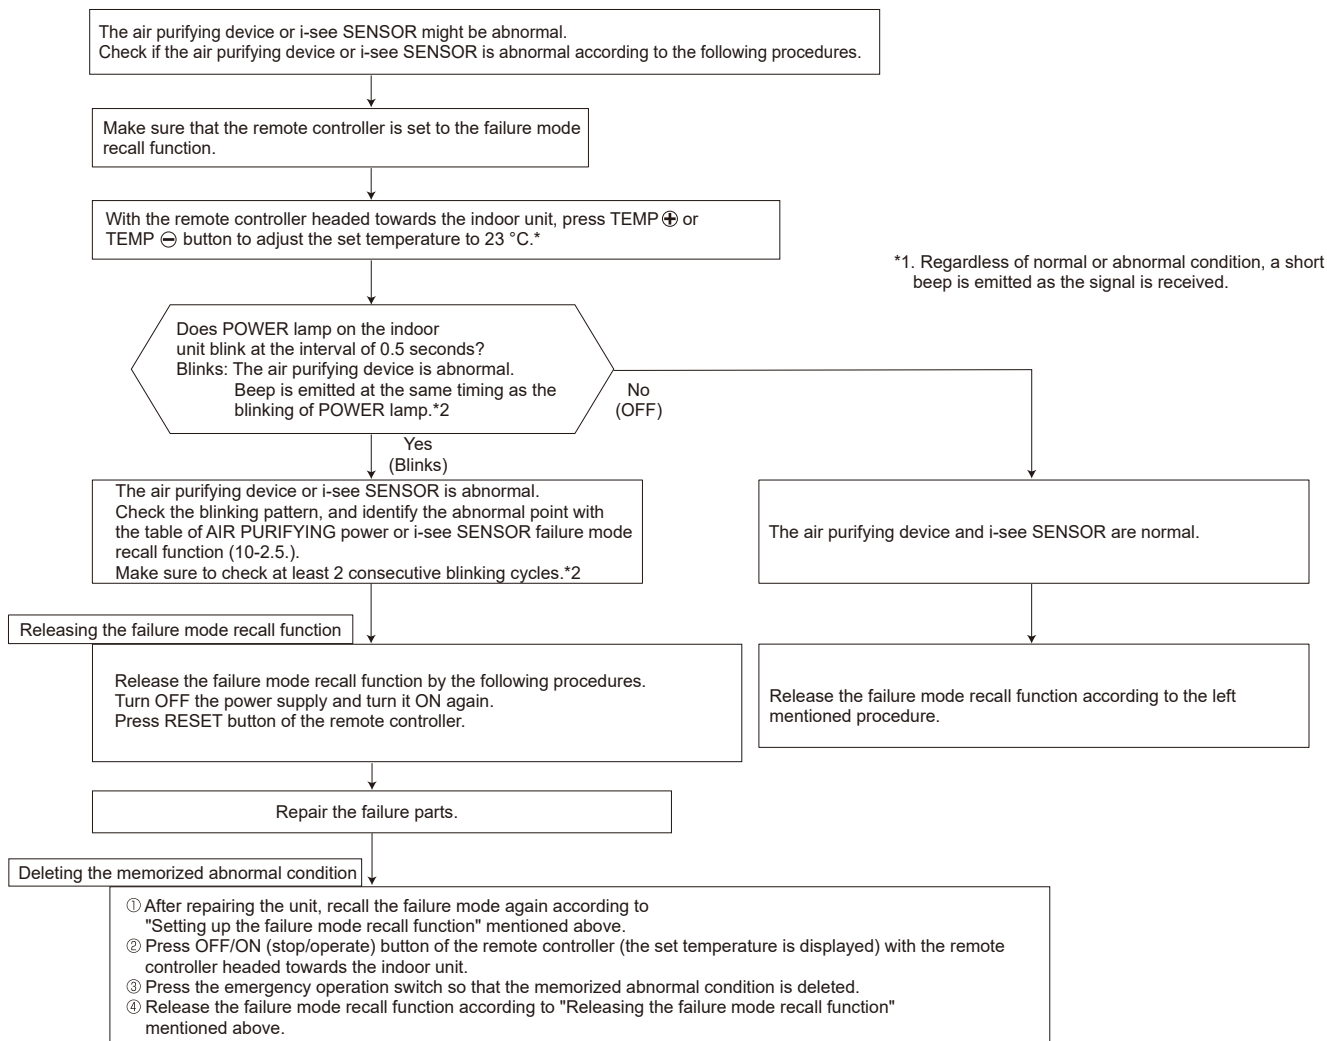 The air purifying device or i-see SENSOR might be abnormal.
Check if the air purifying device or i-see SENSOR is abnormal according to the following procedures.
Make sure that the remote controller is set to the failure mode
recall function.
With the remote controller headed towards the indoor unit, press TEMP ⊕ or
TEMP ⊖ button to adjust the set temperature to 23 °C.*
*1. Regardless of normal or abnormal condition, a short
beep is emitted as the signal is received.
Does POWER lamp on the indoor
unit blink at the interval of 0.5 seconds?
Blinks: The air purifying device is abnormal.
Beep is emitted at the same timing as the
blinking of POWER lamp.*2
No
(OFF)
Yes
(Blinks)
The air purifying device or i-see SENSOR is abnormal.
Check the blinking pattern, and identify the abnormal point with
the table of AIR PURIFYING power or i-see SENSOR failure mode
recall function (10-2.5.).
Make sure to check at least 2 consecutive blinking cycles.*2
The air purifying device and i-see SENSOR are normal.
Releasing the failure mode recall function
Release the failure mode recall function by the following procedures.
Turn OFF the power supply and turn it ON again.
Press RESET button of the remote controller.
Release the failure mode recall function according to the left
mentioned procedure.
Repair the failure parts.
Deleting the memorized abnormal condition
① After repairing the unit, recall the failure mode again according to
"Setting up the failure mode recall function" mentioned above.
② Press OFF/ON (stop/operate) button of the remote controller (the set temperature is displayed) with the remote
controller headed towards the indoor unit.
③ Press the emergency operation switch so that the memorized abnormal condition is deleted.
④ Release the failure mode recall function according to "Releasing the failure mode recall function"
mentioned above.